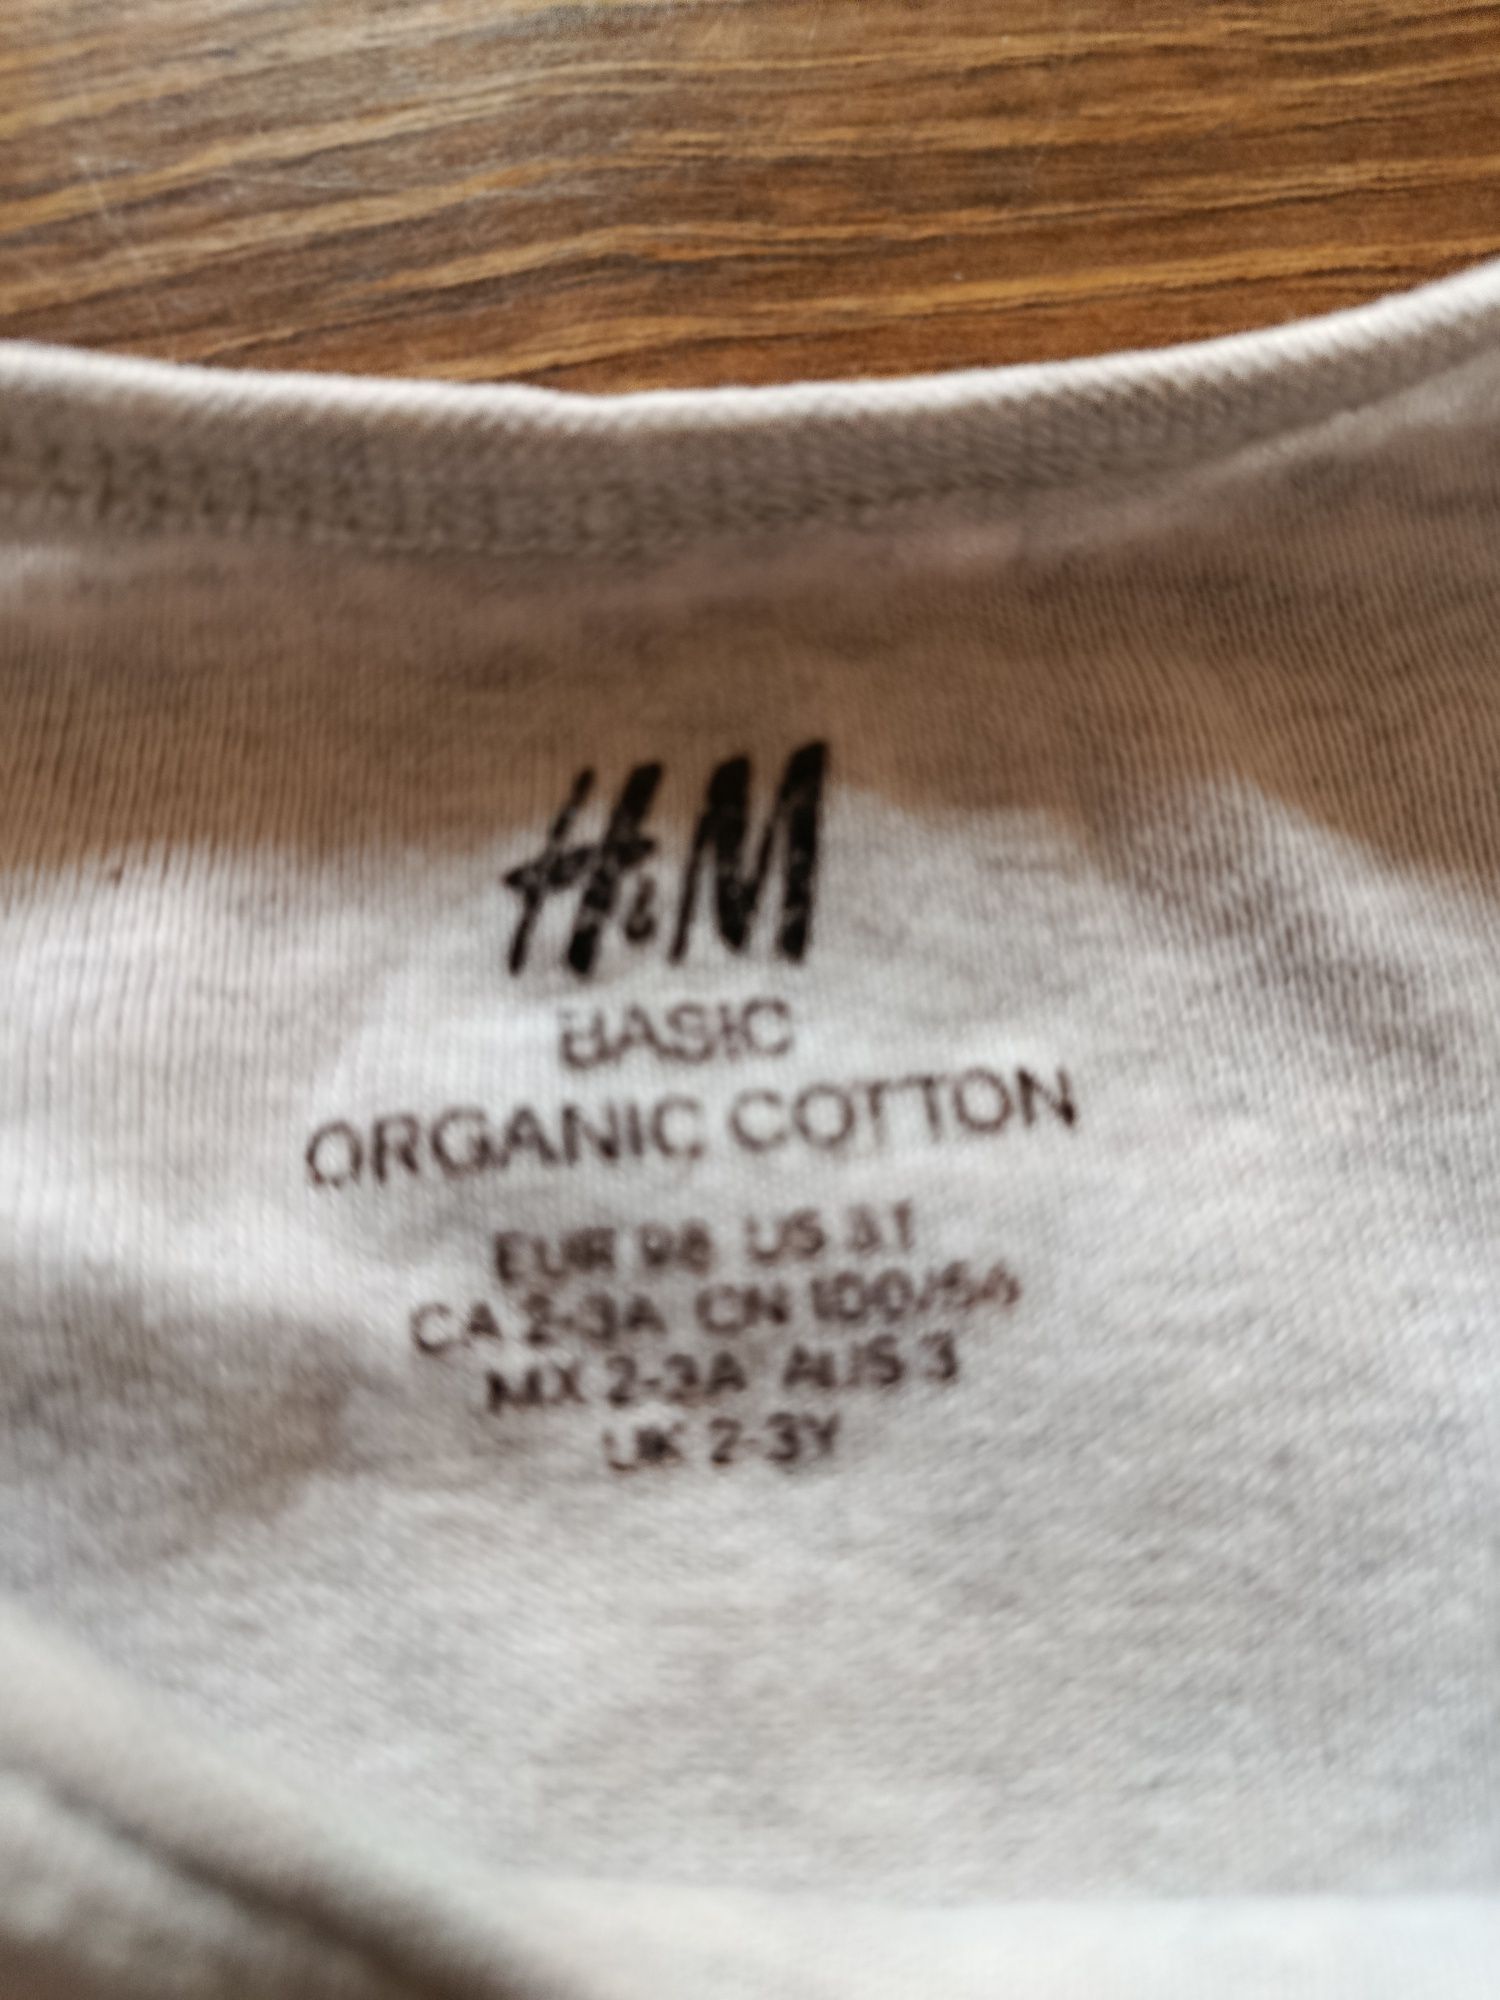 H&M
BASIC
ORGANIC COTTON
EUR 98 US 3T
CA 2-3A CN 100/56
MX 2-3A AUS 3
UK 2-3Y